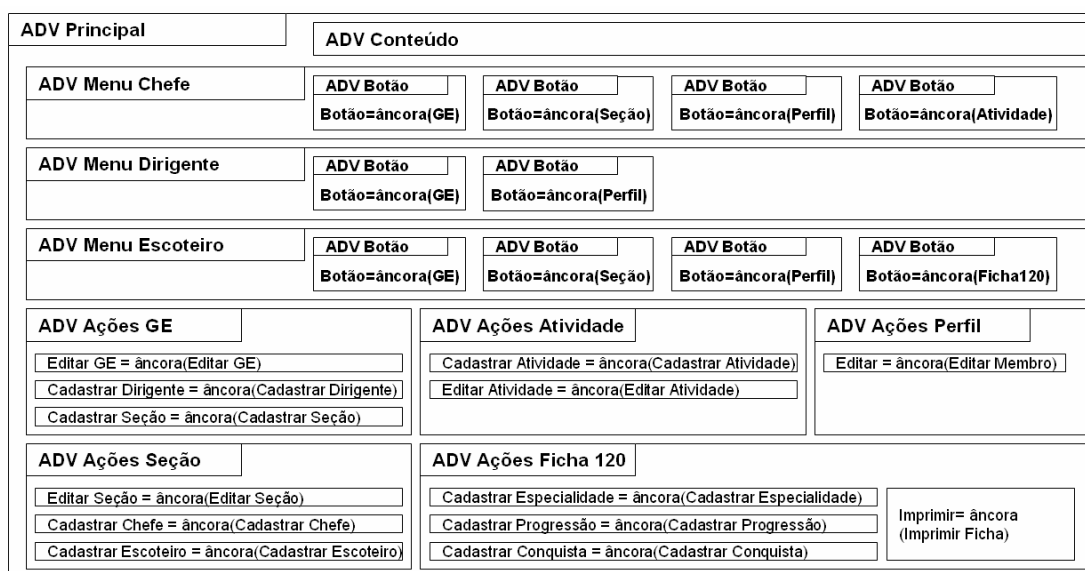 ADV Principal
ADV Conteúdo
ADV Menu Chefe
ADV Botão
Botão=âncora(GE)
ADV Botão
Botão=âncora(Seção)
ADV Botão
Botão=âncora(Perfil)
ADV Botão
Botão=âncora(Atividade)
ADV Menu Dirigente
ADV Botão
Botão=âncora(GE)
ADV Botão
Botão=âncora(Perfil)
ADV Menu Escoteiro
ADV Botão
Botão=âncora(GE)
ADV Botão
Botão=âncora(Seção)
ADV Botão
Botão=âncora(Perfil)
ADV Botão
Botão=âncora(Ficha120)
ADV Ações GE
Editar GE = âncora(Editar GE)
Cadastrar Dirigente = âncora(Cadastrar Dirigente)
Cadastrar Seção = âncora(Cadastrar Seção)
ADV Ações Atividade
Cadastrar Atividade = âncora(Cadastrar Atividade)
Editar Atividade = âncora(Editar Atividade)
ADV Ações Perfil
Editar = âncora(Editar Membro)
ADV Ações Seção
Editar Seção = âncora(Editar Seção)
Cadastrar Chefe = âncora(Cadastrar Chefe)
Cadastrar Escoteiro = âncora(Cadastrar Escoteiro)
ADV Ações Ficha 120
Cadastrar Especialidade = âncora(Cadastrar Especialidade)
Cadastrar Progressão = âncora(Cadastrar Progressão)
Cadastrar Conquista = âncora(Cadastrar Conquista)
Imprimir= âncora
(Imprimir Ficha)